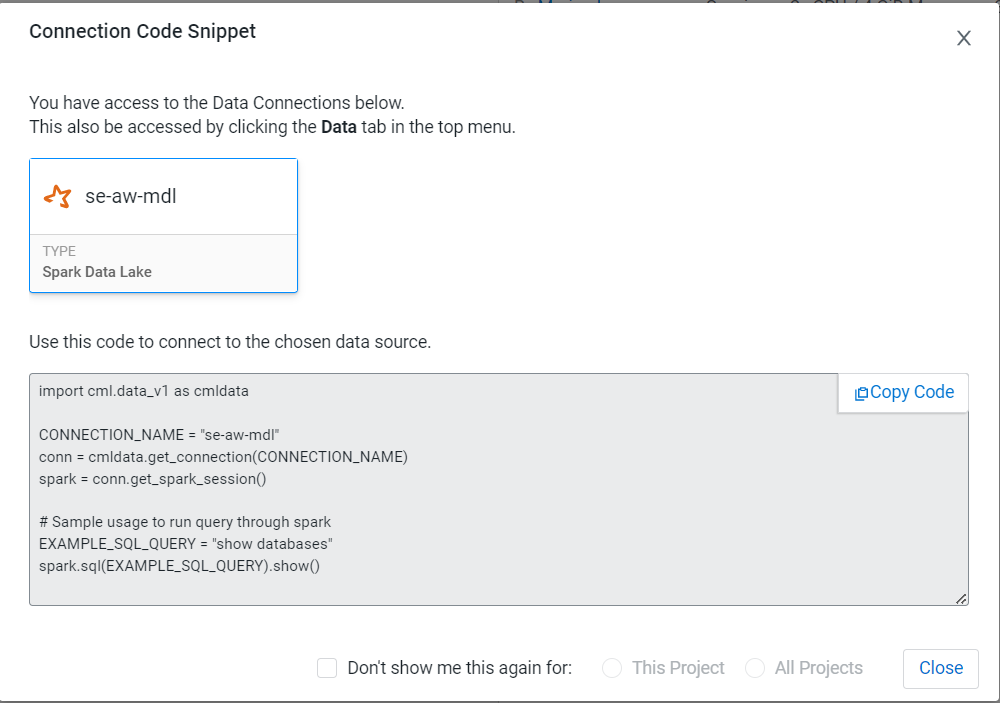 Connection Code Snippet
You have access to the Data Connections below.
This also be accessed by clicking the Data tab in the top menu.
se-aw-mdl
TYPE
Spark Data Lake
Use this code to connect to the chosen data source.
Copy Code
import cml.data_v1 as cmldata
CONNECTION_NAME = "se-aw-mdl"
conn = cmldata.get_connection(CONNECTION_NAME)
spark = conn.get_spark_session()
# Sample usage to run query through spark
EXAMPLE_SQL_QUERY = "show databases"
spark.sql(EXAMPLE_SQL_QUERY).show()
Don't show me this again for: This Project All Projects Close